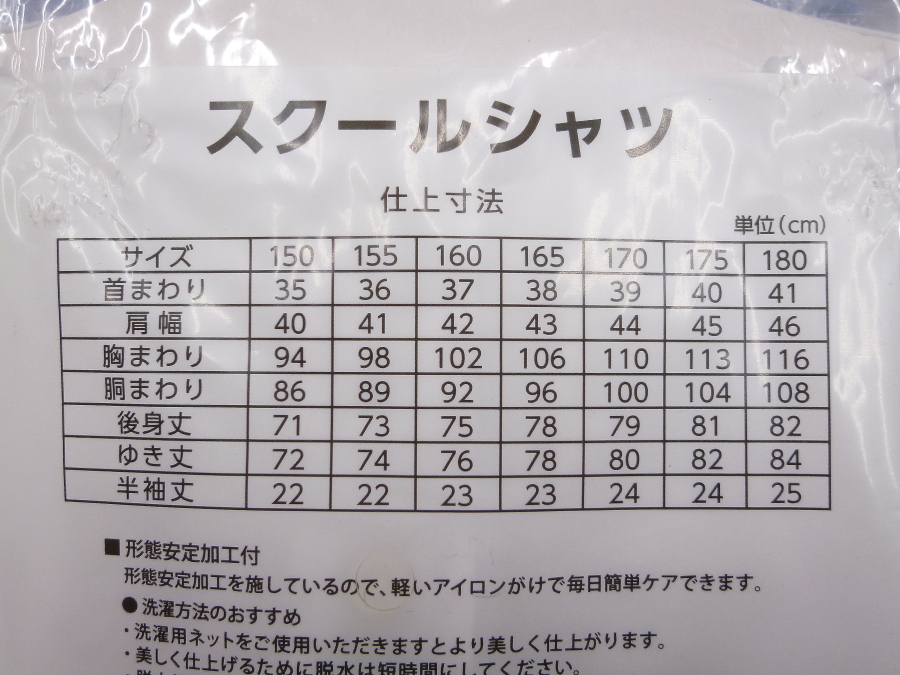 スクールシャツ
仕上寸法
単位(cm)
サイズ 150 155 160 165 170 175 180
首まわり 35 36 37 38 39 40 41
肩幅 40 41 42 43 44 45 46
胸まわり 94 98 102 106 110 113 116
胴まわり 86 89 92 96 100 104 108
後身丈 71 73 75 78 79 81 82
ゆき丈 72 74 76 78 80 82 84
半袖丈 22 22 23 23 24 24 25
■形態安定加工付
形態安定加工を施しているので、軽いアイロンがけで毎日簡単ケアできます。
●洗濯方法のおすすめ
・洗濯用ネットをご使用いただきますとより美しく仕上がります。
・美しく仕上げるために脱水は短時間にしてください。